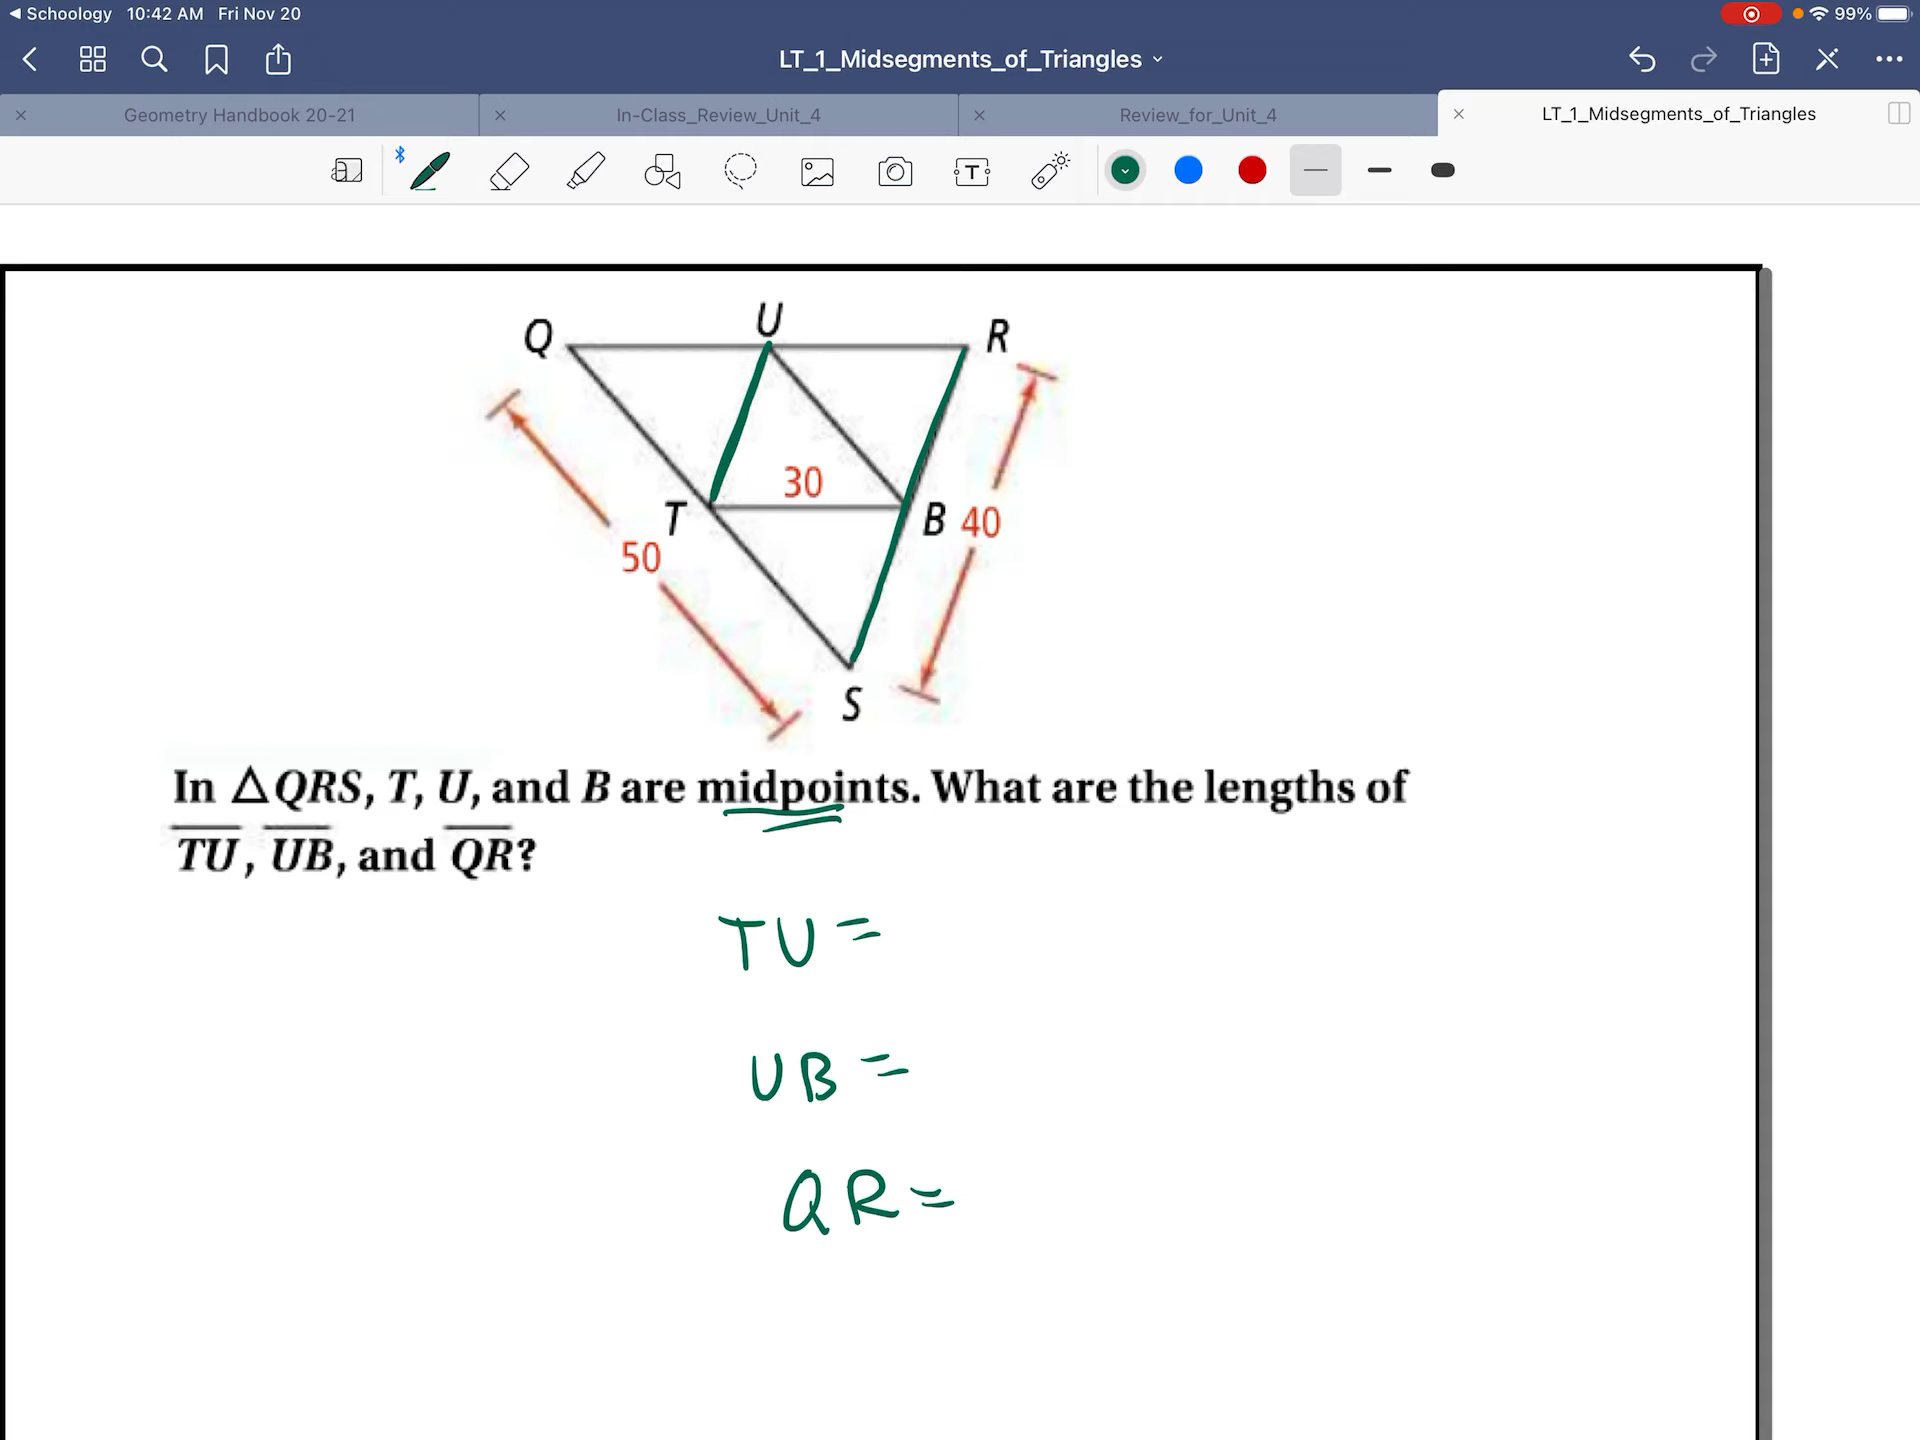 Schoology 10:42 AM Fri Nov 20 99%
LT_1_Midsegments_of_Triangles
Geometry Handbook 20-21 In-Class_Review_Unit_4 Review_for_Unit_4 LT_1_Midsegments_of_Triangles
a T
Q U R
30
T B 40
50
S
In △QRS, T, U, and B are midpoints. What are the lengths of
TU, UB, and QR?
TU =
UB =
QR =